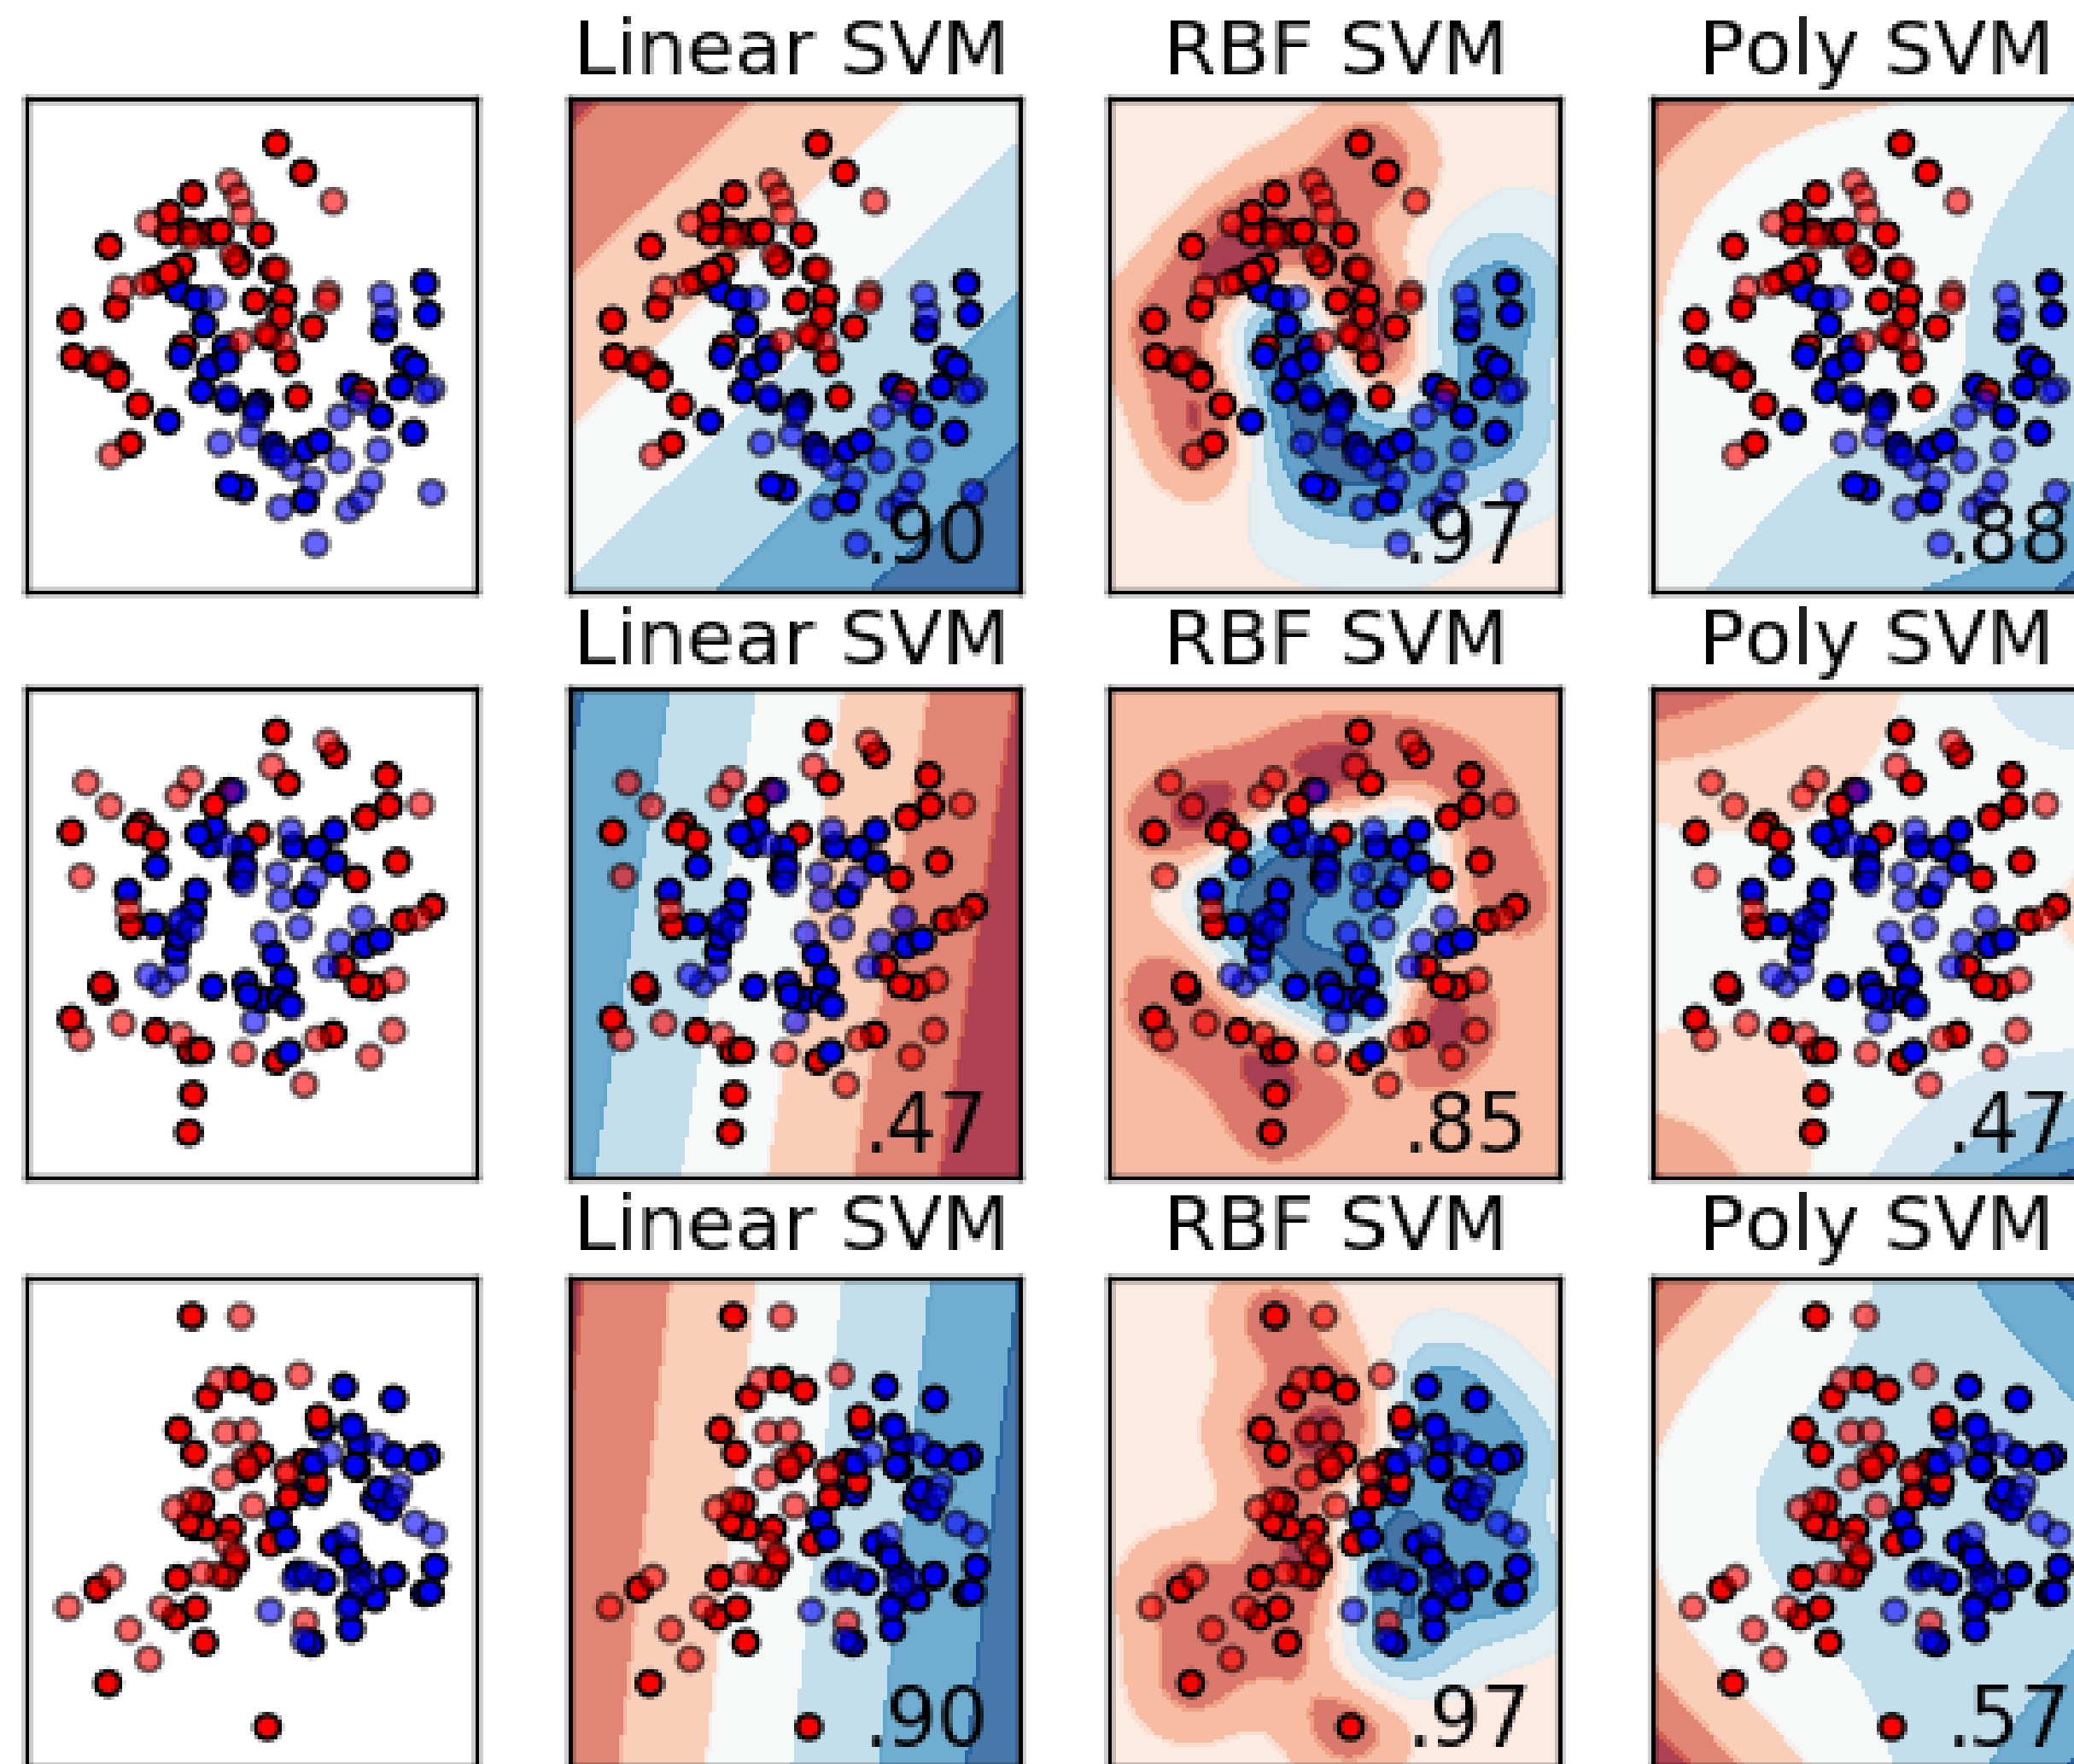 Linear SVM RBF SVM Poly SVM
.90 .97 .88
Linear SVM RBF SVM Poly SVM
.47 .85 .47
Linear SVM RBF SVM Poly SVM
.90 .97 .57